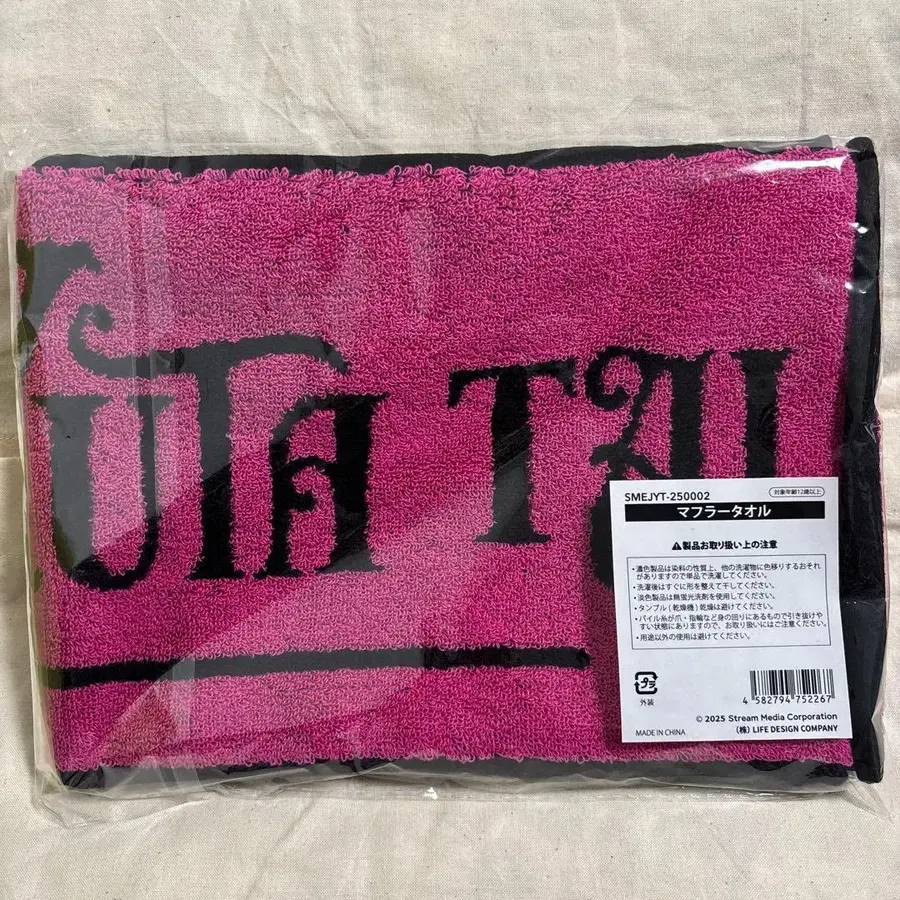 UTA TAU
SMEJYT-250002
対象年齢12歳以上
マフラータオル
⚠製品お取り扱い上の注意
・濃色製品は染料の性質上、他の洗濯物に色移りするおそれ
がありますので単品で洗濯してください。
・洗濯後はすぐに形を整えて干してください。
・淡色製品は無蛍光洗剤を使用してください。
・タンブル(乾燥機)乾燥は避けてください。
・パイル糸が爪・指輪など身の回りにあるもので引き抜けや
すい状態にありますので、お取り扱いにはご注意ください。
・用途以外の使用は避けてください。
プラ
外装
4 582794 752267
© 2025 Stream Media Corporation
MADE IN CHINA
(株) LIFE DESIGN COMPANY